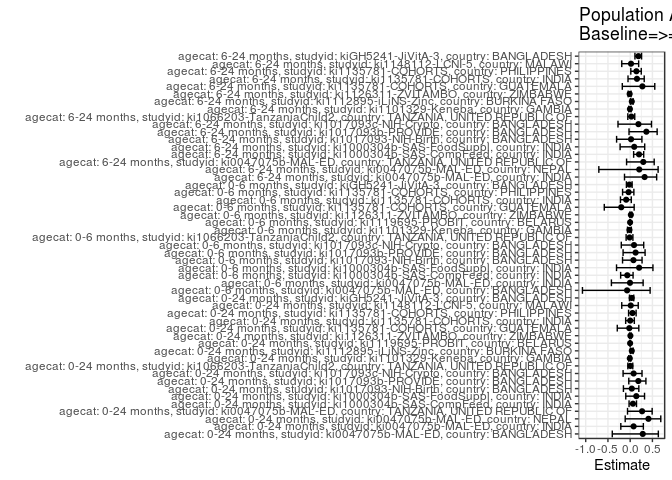 Population A
Baseline=>=
agecat: 6-24 months, studyid: kiGH5241-JiVitA-3, country: BANGLADESH
agecat: 6-24 months, studyid: ki1148112-LCNI-5, country: MALAWI
agecat: 6-24 months, studyid: ki1135781-COHORTS, country: PHILIPPINES
agecat: 6-24 months, studyid: ki1135781-COHORTS, country: INDIA
agecat: 6-24 months, studyid: ki1135781-COHORTS, country: GUATEMALA
agecat: 6-24 months, studyid: ki1126311-ZVITAMBO, country: ZIMBABWE
agecat: 6-24 months, studyid: ki1112895-iLiNS-Zinc, country: BURKINA FASO
agecat: 6-24 months, studyid: ki1101329-Keneba, country: GAMBIA
agecat: 6-24 months, studyid: ki1066203-TanzaniaChild2, country: TANZANIA, UNITED REPUBLIC OF
agecat: 6-24 months, studyid: ki1017093c-NIH-Crypto, country: BANGLADESH
agecat: 6-24 months, studyid: ki1017093b-PROVIDE, country: BANGLADESH
agecat: 6-24 months, studyid: ki1017093-NIH-Birth, country: BANGLADESH
agecat: 6-24 months, studyid: ki1000304b-SAS-FoodSuppl, country: INDIA
agecat: 6-24 months, studyid: ki1000304b-SAS-CompFeed, country: INDIA
agecat: 6-24 months, studyid: ki0047075b-MAL-ED, country: TANZANIA, UNITED REPUBLIC OF
agecat: 6-24 months, studyid: ki0047075b-MAL-ED, country: NEPAL
agecat: 6-24 months, studyid: ki0047075b-MAL-ED, country: INDIA
agecat: 0-6 months, studyid: kiGH5241-JiVitA-3, country: BANGLADESH
agecat: 0-6 months, studyid: ki1135781-COHORTS, country: PHILIPPINES
agecat: 0-6 months, studyid: ki1135781-COHORTS, country: INDIA
agecat: 0-6 months, studyid: ki1135781-COHORTS, country: GUATEMALA
agecat: 0-6 months, studyid: ki1126311-ZVITAMBO, country: ZIMBABWE
agecat: 0-6 months, studyid: ki1119695-PROBIT, country: BELARUS
agecat: 0-6 months, studyid: ki1101329-Keneba, country: GAMBIA
agecat: 0-6 months, studyid: ki1066203-TanzaniaChild2, country: TANZANIA, UNITED REPUBLIC OF
agecat: 0-6 months, studyid: ki1017093c-NIH-Crypto, country: BANGLADESH
agecat: 0-6 months, studyid: ki1017093b-PROVIDE, country: BANGLADESH
agecat: 0-6 months, studyid: ki1017093-NIH-Birth, country: BANGLADESH
agecat: 0-6 months, studyid: ki1000304b-SAS-FoodSuppl, country: INDIA
agecat: 0-6 months, studyid: ki1000304b-SAS-CompFeed, country: INDIA
agecat: 0-6 months, studyid: ki0047075b-MAL-ED, country: INDIA
agecat: 0-6 months, studyid: ki0047075b-MAL-ED, country: BANGLADESH
agecat: 0-24 months, studyid: kiGH5241-JiVitA-3, country: BANGLADESH
agecat: 0-24 months, studyid: ki1148112-LCNI-5, country: MALAWI
agecat: 0-24 months, studyid: ki1135781-COHORTS, country: PHILIPPINES
agecat: 0-24 months, studyid: ki1135781-COHORTS, country: INDIA
agecat: 0-24 months, studyid: ki1135781-COHORTS, country: GUATEMALA
agecat: 0-24 months, studyid: ki1126311-ZVITAMBO, country: ZIMBABWE
agecat: 0-24 months, studyid: ki1119695-PROBIT, country: BELARUS
agecat: 0-24 months, studyid: ki1112895-iLiNS-Zinc, country: BURKINA FASO
agecat: 0-24 months, studyid: ki1101329-Keneba, country: GAMBIA
agecat: 0-24 months, studyid: ki1066203-TanzaniaChild2, country: TANZANIA, UNITED REPUBLIC OF
agecat: 0-24 months, studyid: ki1017093c-NIH-Crypto, country: BANGLADESH
agecat: 0-24 months, studyid: ki1017093b-PROVIDE, country: BANGLADESH
agecat: 0-24 months, studyid: ki1017093-NIH-Birth, country: BANGLADESH
agecat: 0-24 months, studyid: ki1000304b-SAS-FoodSuppl, country: INDIA
agecat: 0-24 months, studyid: ki1000304b-SAS-CompFeed, country: INDIA
agecat: 0-24 months, studyid: ki0047075b-MAL-ED, country: TANZANIA, UNITED REPUBLIC OF
agecat: 0-24 months, studyid: ki0047075b-MAL-ED, country: NEPAL
agecat: 0-24 months, studyid: ki0047075b-MAL-ED, country: INDIA
agecat: 0-24 months, studyid: ki0047075b-MAL-ED, country: BANGLADESH
-1.0 -0.5 0.0 0.5
Estimate